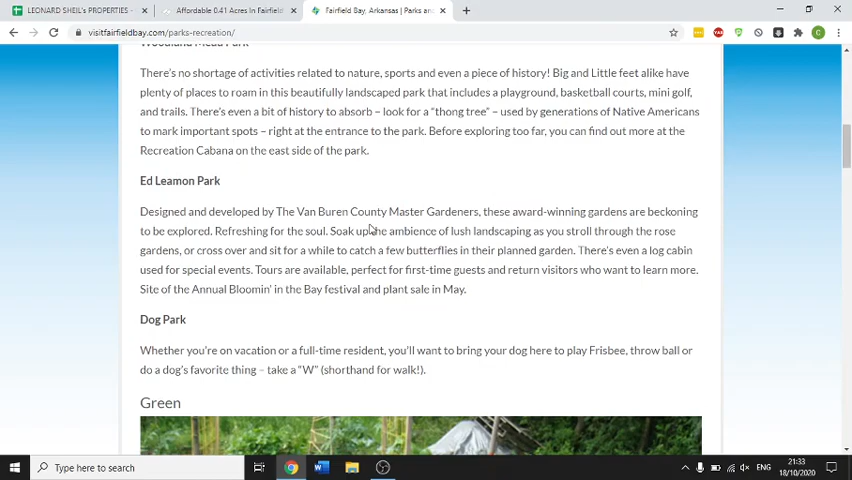 LEONARD SHEIL's PROPERTIES -
Affordable 0.41 Acres In Fairfield
Fairfield Bay, Arkansas | Parks an
visitfairfieldbay.com/parks-recreation/
Woodland Mead Park
There's no shortage of activities related to nature, sports and even a piece of history! Big and Little feet alike have
plenty of places to roam in this beautifully landscaped park that includes a playground, basketball courts, mini golf,
and trails. There's even a bit of history to absorb – look for a "thong tree" – used by generations of Native Americans
to mark important spots – right at the entrance to the park. Before exploring too far, you can find out more at the
Recreation Cabana on the east side of the park.
Ed Leamon Park
Designed and developed by The Van Buren County Master Gardeners, these award-winning gardens are beckoning
to be explored. Refreshing for the soul. Soak up the ambience of lush landscaping as you stroll through the rose
gardens, or cross over and sit for a while to catch a few butterflies in their planned garden. There's even a log cabin
used for special events. Tours are available, perfect for first-time guests and return visitors who want to learn more.
Site of the Annual Bloomin' in the Bay festival and plant sale in May.
Dog Park
Whether you're on vacation or a full-time resident, you'll want to bring your dog here to play Frisbee, throw ball or
do a dog's favorite thing – take a "W" (shorthand for walk!).
Green
Type here to search
ENG
21:33
18/10/2020